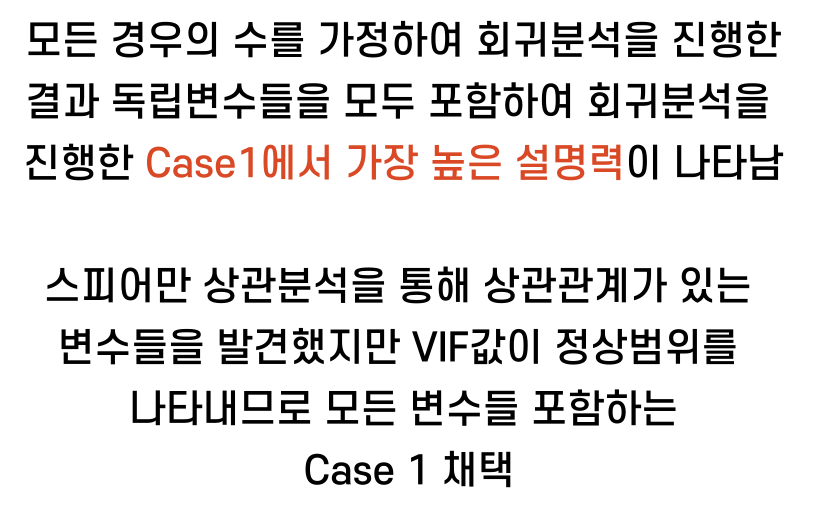 모든 경우의 수를 가정하여 회귀분석을 진행한
결과 독립변수들을 모두 포함하여 회귀분석을
진행한 Case1에서 가장 높은 설명력이 나타남
스피어만 상관분석을 통해 상관관계가 있는
변수들을 발견했지만 VIF값이 정상범위를
나타내므로 모든 변수들 포함하는
Case 1 채택